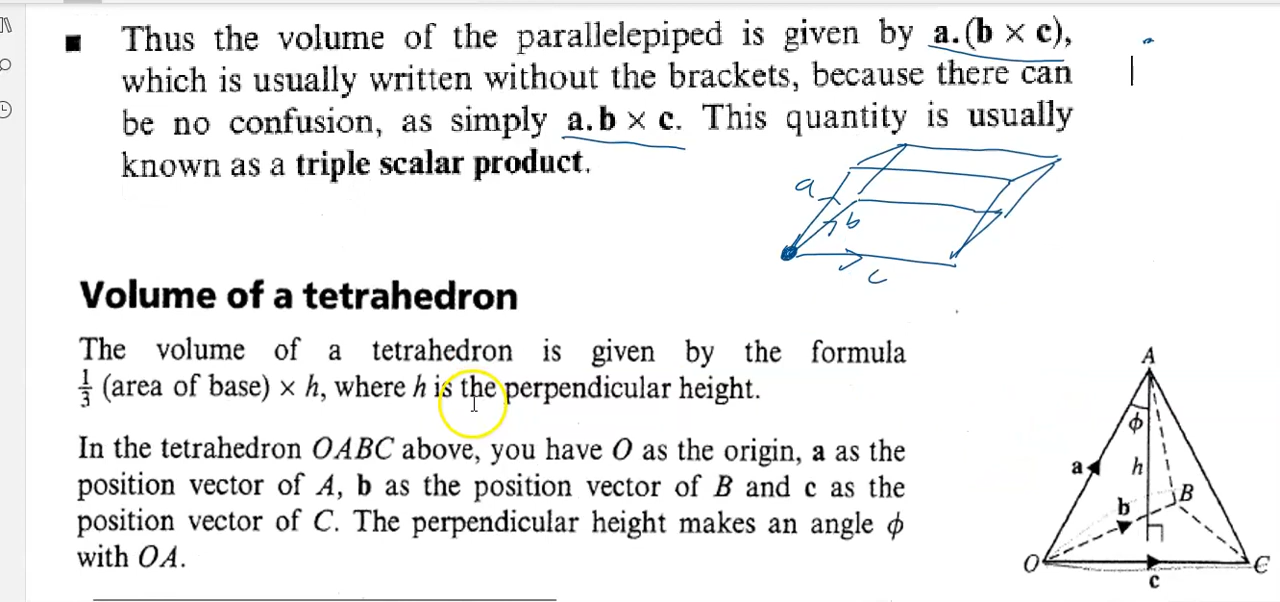 ■ Thus the volume of the parallelepiped is given by a.(b × c),
which is usually written without the brackets, because there can
be no confusion, as simply a.b × c. This quantity is usually
known as a triple scalar product.
a
b
c
Volume of a tetrahedron
The volume of a tetrahedron is given by the formula
1/3 (area of base) × h, where h is the perpendicular height.
In the tetrahedron OABC above, you have O as the origin, a as the
position vector of A, b as the position vector of B and c as the
position vector of C. The perpendicular height makes an angle ϕ
with OA.
A
ϕ
a h
b B
O C
c